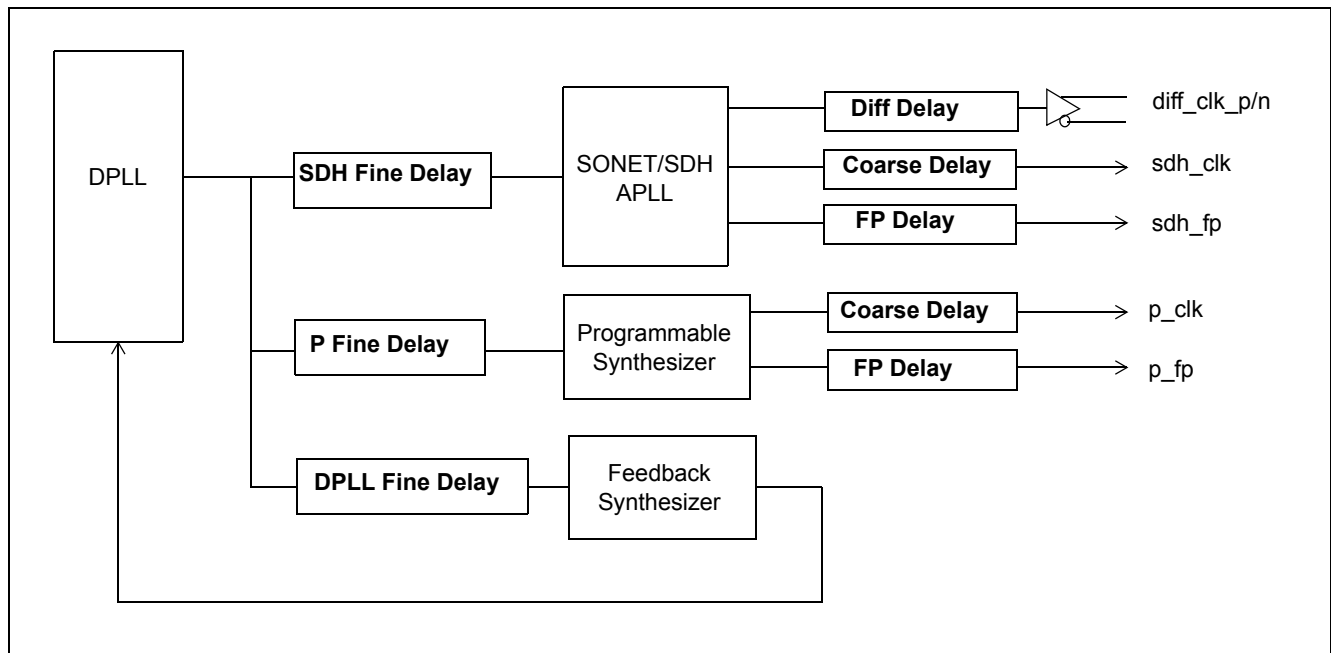 DPLL
SDH Fine Delay
SONET/SDH
APLL
Diff Delay
diff_clk_p/n
Coarse Delay
sdh_clk
FP Delay
sdh_fp
P Fine Delay
Programmable
Synthesizer
Coarse Delay
p_clk
FP Delay
p_fp
DPLL Fine Delay
Feedback
Synthesizer